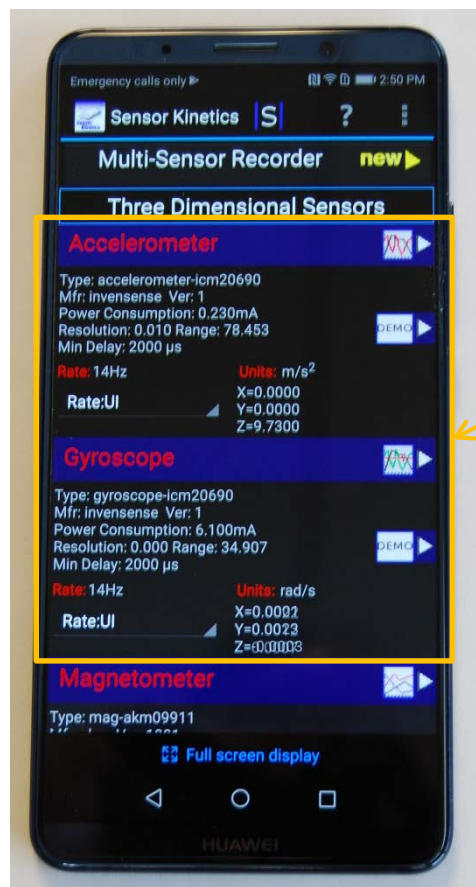 Emergency calls only 2:50 PM
Sensor Kinetics |S| ?
Multi-Sensor Recorder new
Three Dimensional Sensors
Accelerometer
Type: accelerometer-icm20690
Mfr: invensense Ver: 1
Power Consumption: 0.230mA
Resolution: 0.010 Range: 78.453
DEMO
Min Delay: 2000 µs
Rate: 14Hz Units: m/s²
Rate:UI
X=0.0000
Y=0.0000
Z=9.7300
Gyroscope
Type: gyroscope-icm20690
Mfr: invensense Ver: 1
Power Consumption: 6.100mA
Resolution: 0.000 Range: 34.907
DEMO
Min Delay: 2000 µs
Rate: 14Hz Units: rad/s
Rate:UI
Magnetometer
Type: mag-akm09911
Full screen display
HUAWEI